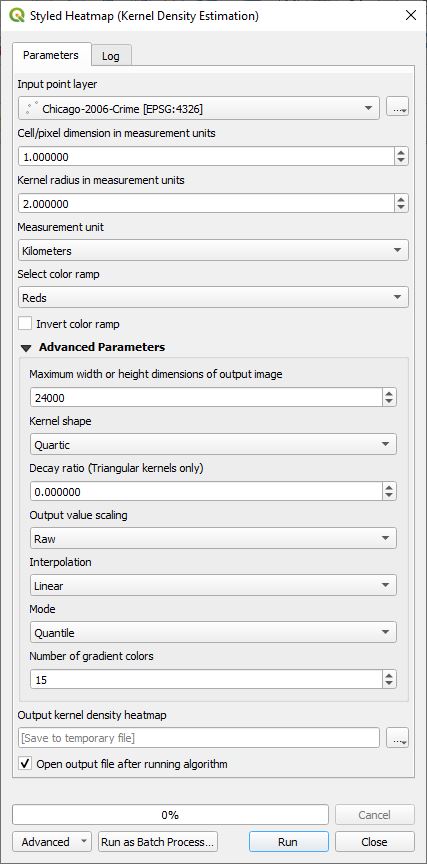 Styled Heatmap (Kernel Density Estimation)
Parameters
Log
Input point layer
Chicago-2006-Crime [EPSG:4326]
...
Cell/pixel dimension in measurement units
1.000000
Kernel radius in measurement units
2.000000
Measurement unit
Kilometers
Select color ramp
Reds
Invert color ramp
Advanced Parameters
Maximum width or height dimensions of output image
24000
Kernel shape
Quartic
Decay ratio (Triangular kernels only)
0.000000
Output value scaling
Raw
Interpolation
Linear
Mode
Quantile
Number of gradient colors
15
Output kernel density heatmap
[Save to temporary file]
...
Open output file after running algorithm
0%
Cancel
Advanced
Run as Batch Process...
Run
Close